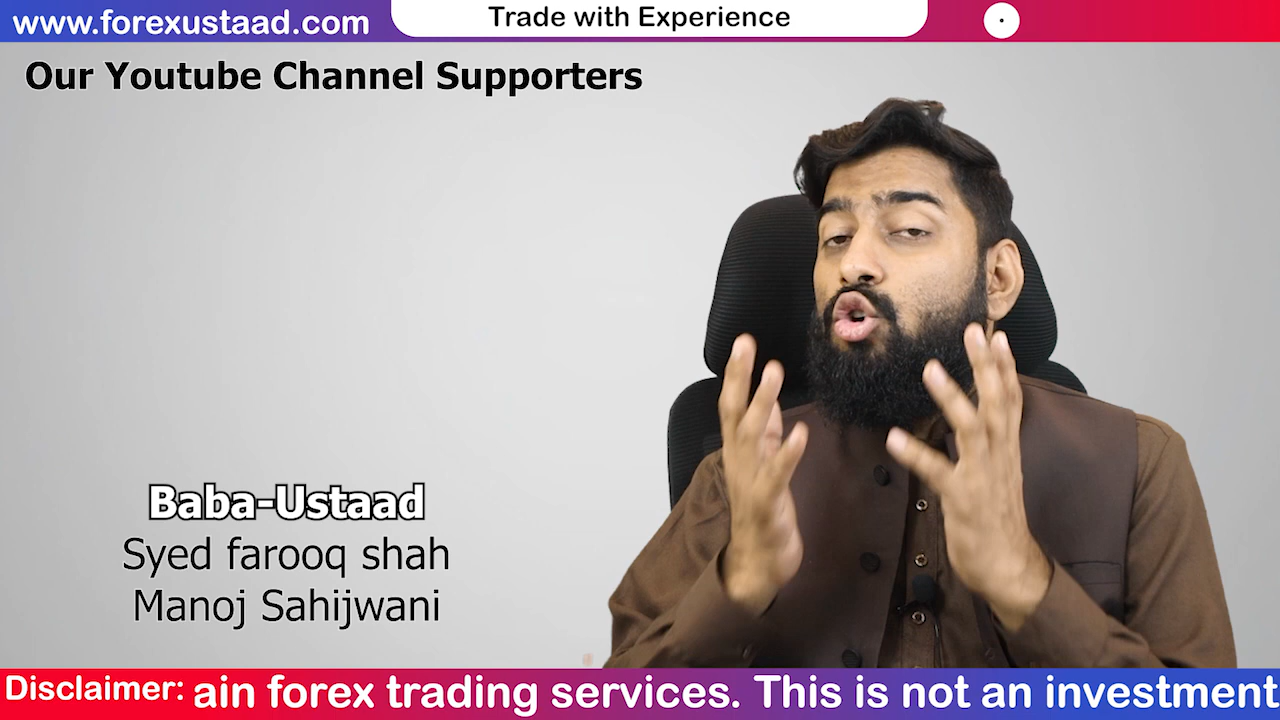 www.forexustaad.com
Trade with Experience
Our Youtube Channel Supporters
Baba-Ustaad
Syed farooq shah
Manoj Sahijwani
Disclaimer: ain forex trading services. This is not an investment